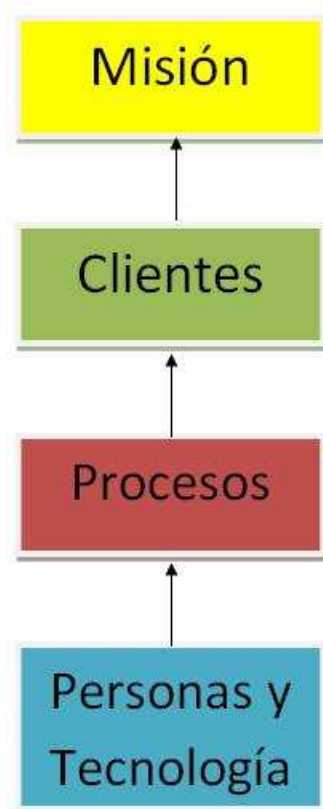 Misión
Clientes
Procesos
Personas y
Tecnología